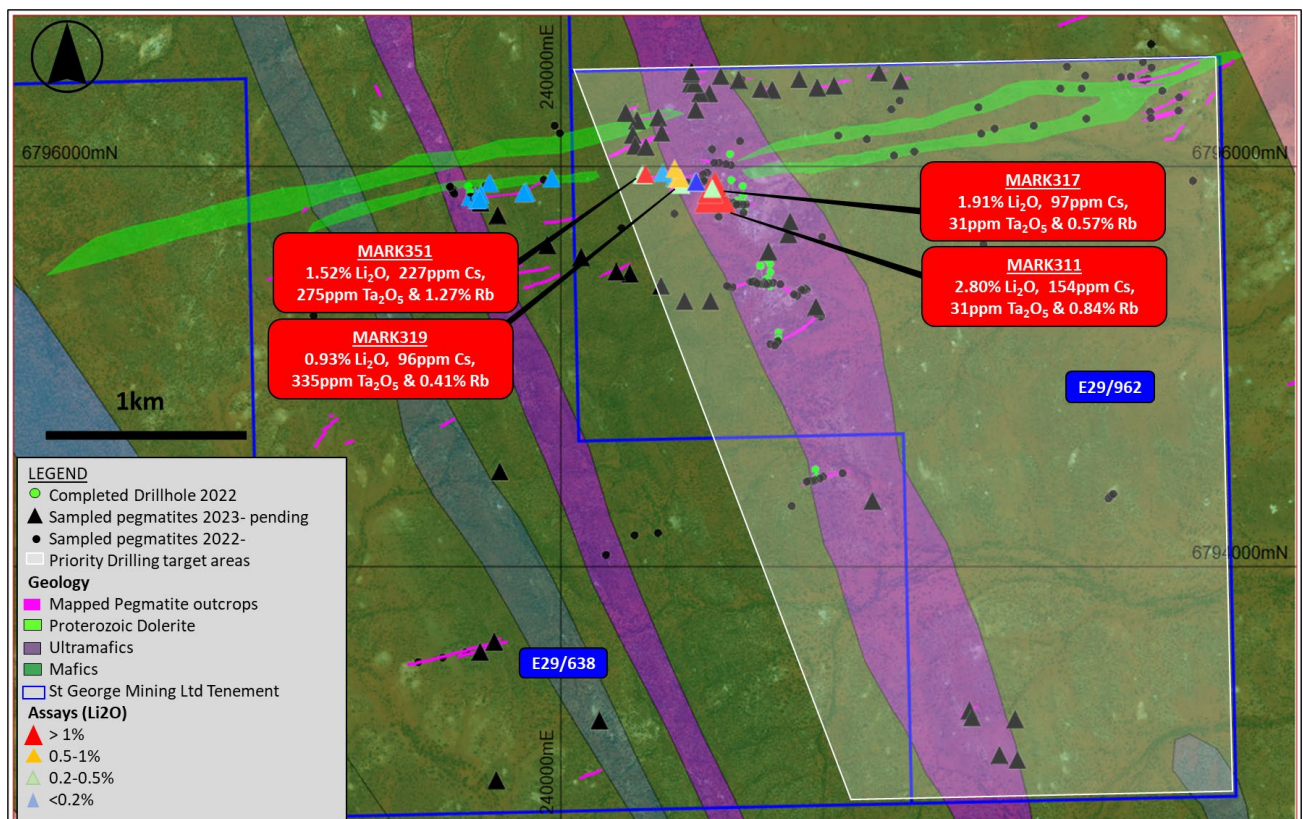 240000mE
6796000mN
6796000mN
MARK317
1.91% Li₂O, 97ppm Cs,
31ppm Ta₂O₅ & 0.57% Rb
MARK351
1.52% Li₂O, 227ppm Cs,
275ppm Ta₂O₅ & 1.27% Rb
MARK311
2.80% Li₂O, 154ppm Cs,
31ppm Ta₂O₅ & 0.84% Rb
MARK319
0.93% Li₂O, 96ppm Cs,
335ppm Ta₂O₅ & 0.41% Rb
E29/962
1km
LEGEND
Completed Drillhole 2022
Sampled pegmatites 2023- pending
Sampled pegmatites 2022-
Priority Drilling target areas
Geology
Mapped Pegmatite outcrops
Proterozoic Dolerite
Ultramafics
Mafics
St George Mining Ltd Tenement
Assays (Li2O)
> 1%
0.5-1%
0.2-0.5%
<0.2%
6794000mN
E29/638
240000mE